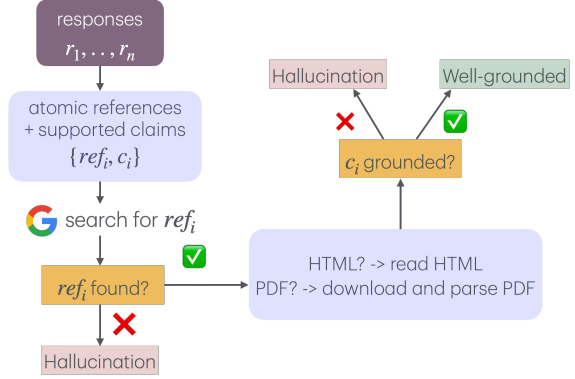 responses
r₁, . . , rₙ
atomic references
+ supported claims
{refᵢ, cᵢ}
search for refᵢ
refᵢ found?
Hallucination
HTML? -> read HTML
PDF? -> download and parse PDF
cᵢ grounded?
Hallucination
Well-grounded